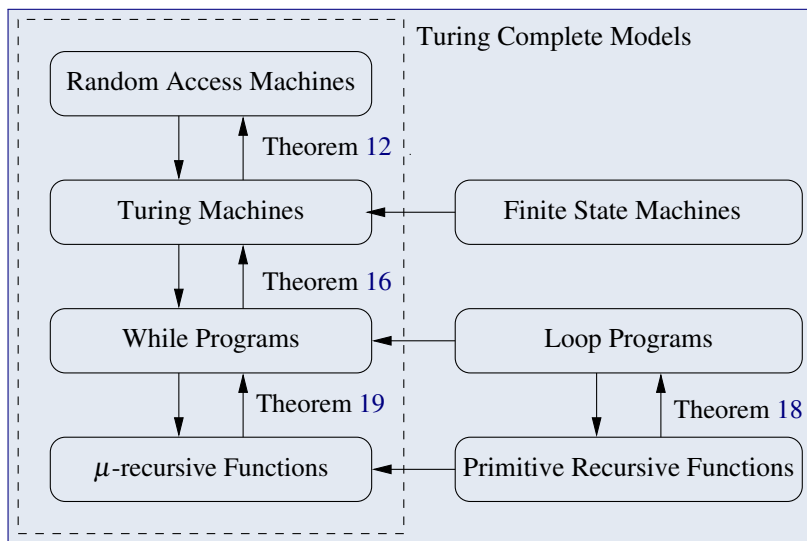 Turing Complete Models
Random Access Machines
Theorem 12
Turing Machines
Finite State Machines
Theorem 16
While Programs
Loop Programs
Theorem 19
Theorem 18
μ-recursive Functions
Primitive Recursive Functions